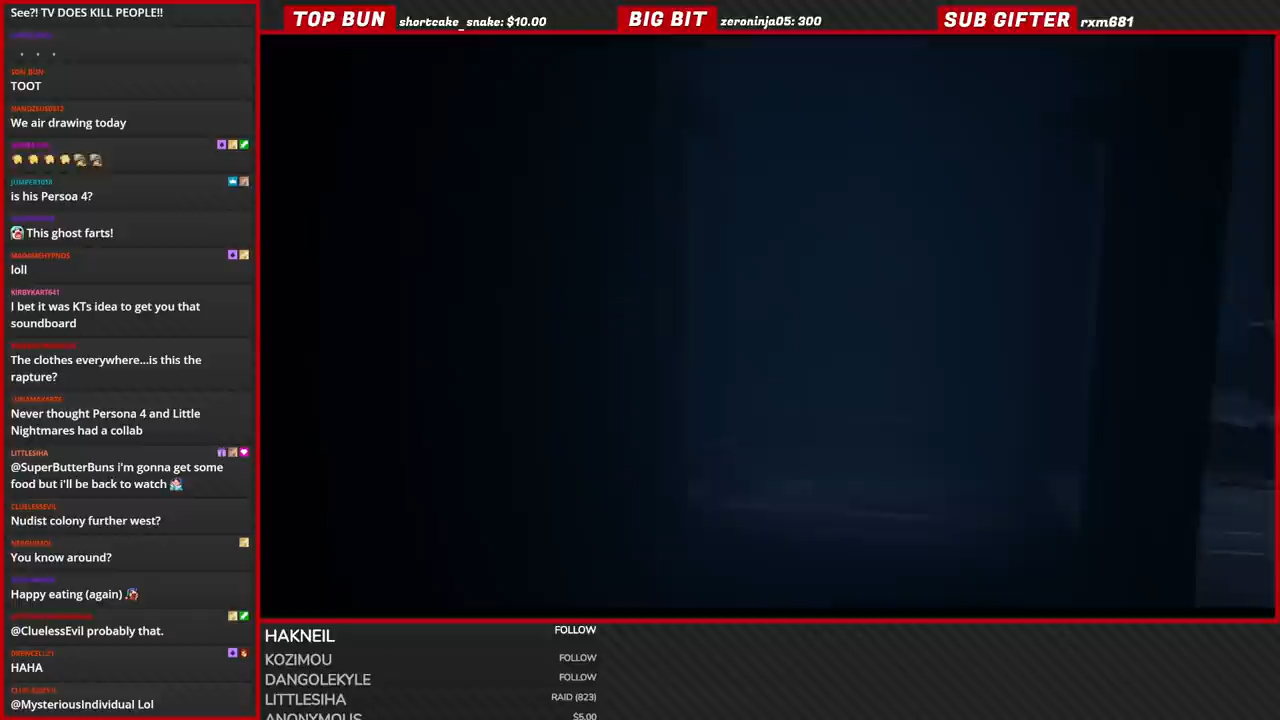 TOP BUN shortcake_snake: $10.00 BIG BIT zeroninja05: 300 SUB GIFTER rxm681
See?! TV DOES KILL PEOPLE!!
. . .
SON BUN
TOOT
We air drawing today
JUMPER1018
is his Persoa 4?
This ghost farts!
MADAMEHYPNOS
loll
KIRBYKART641
I bet it was KTs idea to get you that
soundboard
The clothes everywhere...is this the
rapture?
Never thought Persona 4 and Little
Nightmares had a collab
LITTLESIHA
@SuperButterBuns i'm gonna get some
food but i'll be back to watch
CLUELESSEVIL
Nudist colony further west?
You know around?
Happy eating (again)
@CluelessEvil probably that.
HAHA
CLUELESSEVIL
@MysteriousIndividual Lol
HAKNEIL FOLLOW
KOZIMOU FOLLOW
DANGOLEKYLE FOLLOW
LITTLESIHA RAID (823)
ANONYMOUS $5.00